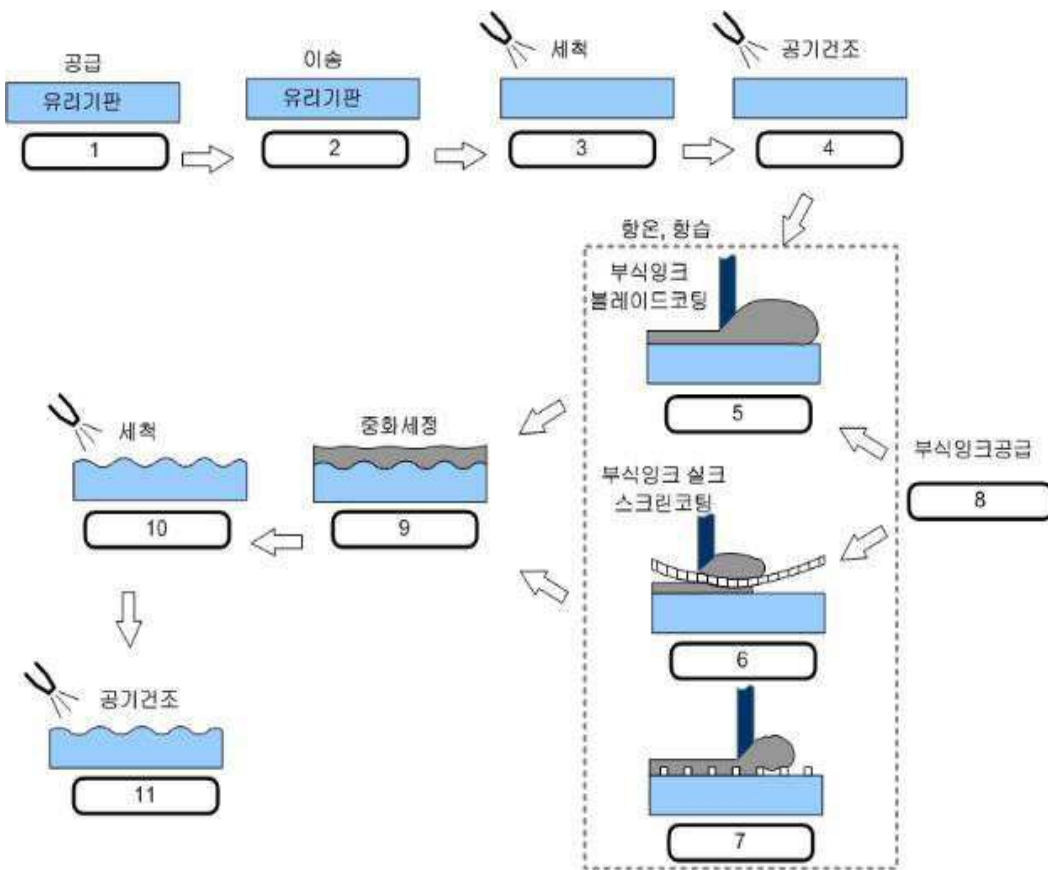 공급
유리기판
1
이송
유리기판
2
세척
3
공기건조
4
항온, 항습
부식잉크
블레이드코팅
5
부식잉크공급
8
부식잉크 실크
스크린코팅
6
7
중화세정
9
세척
10
공기건조
11